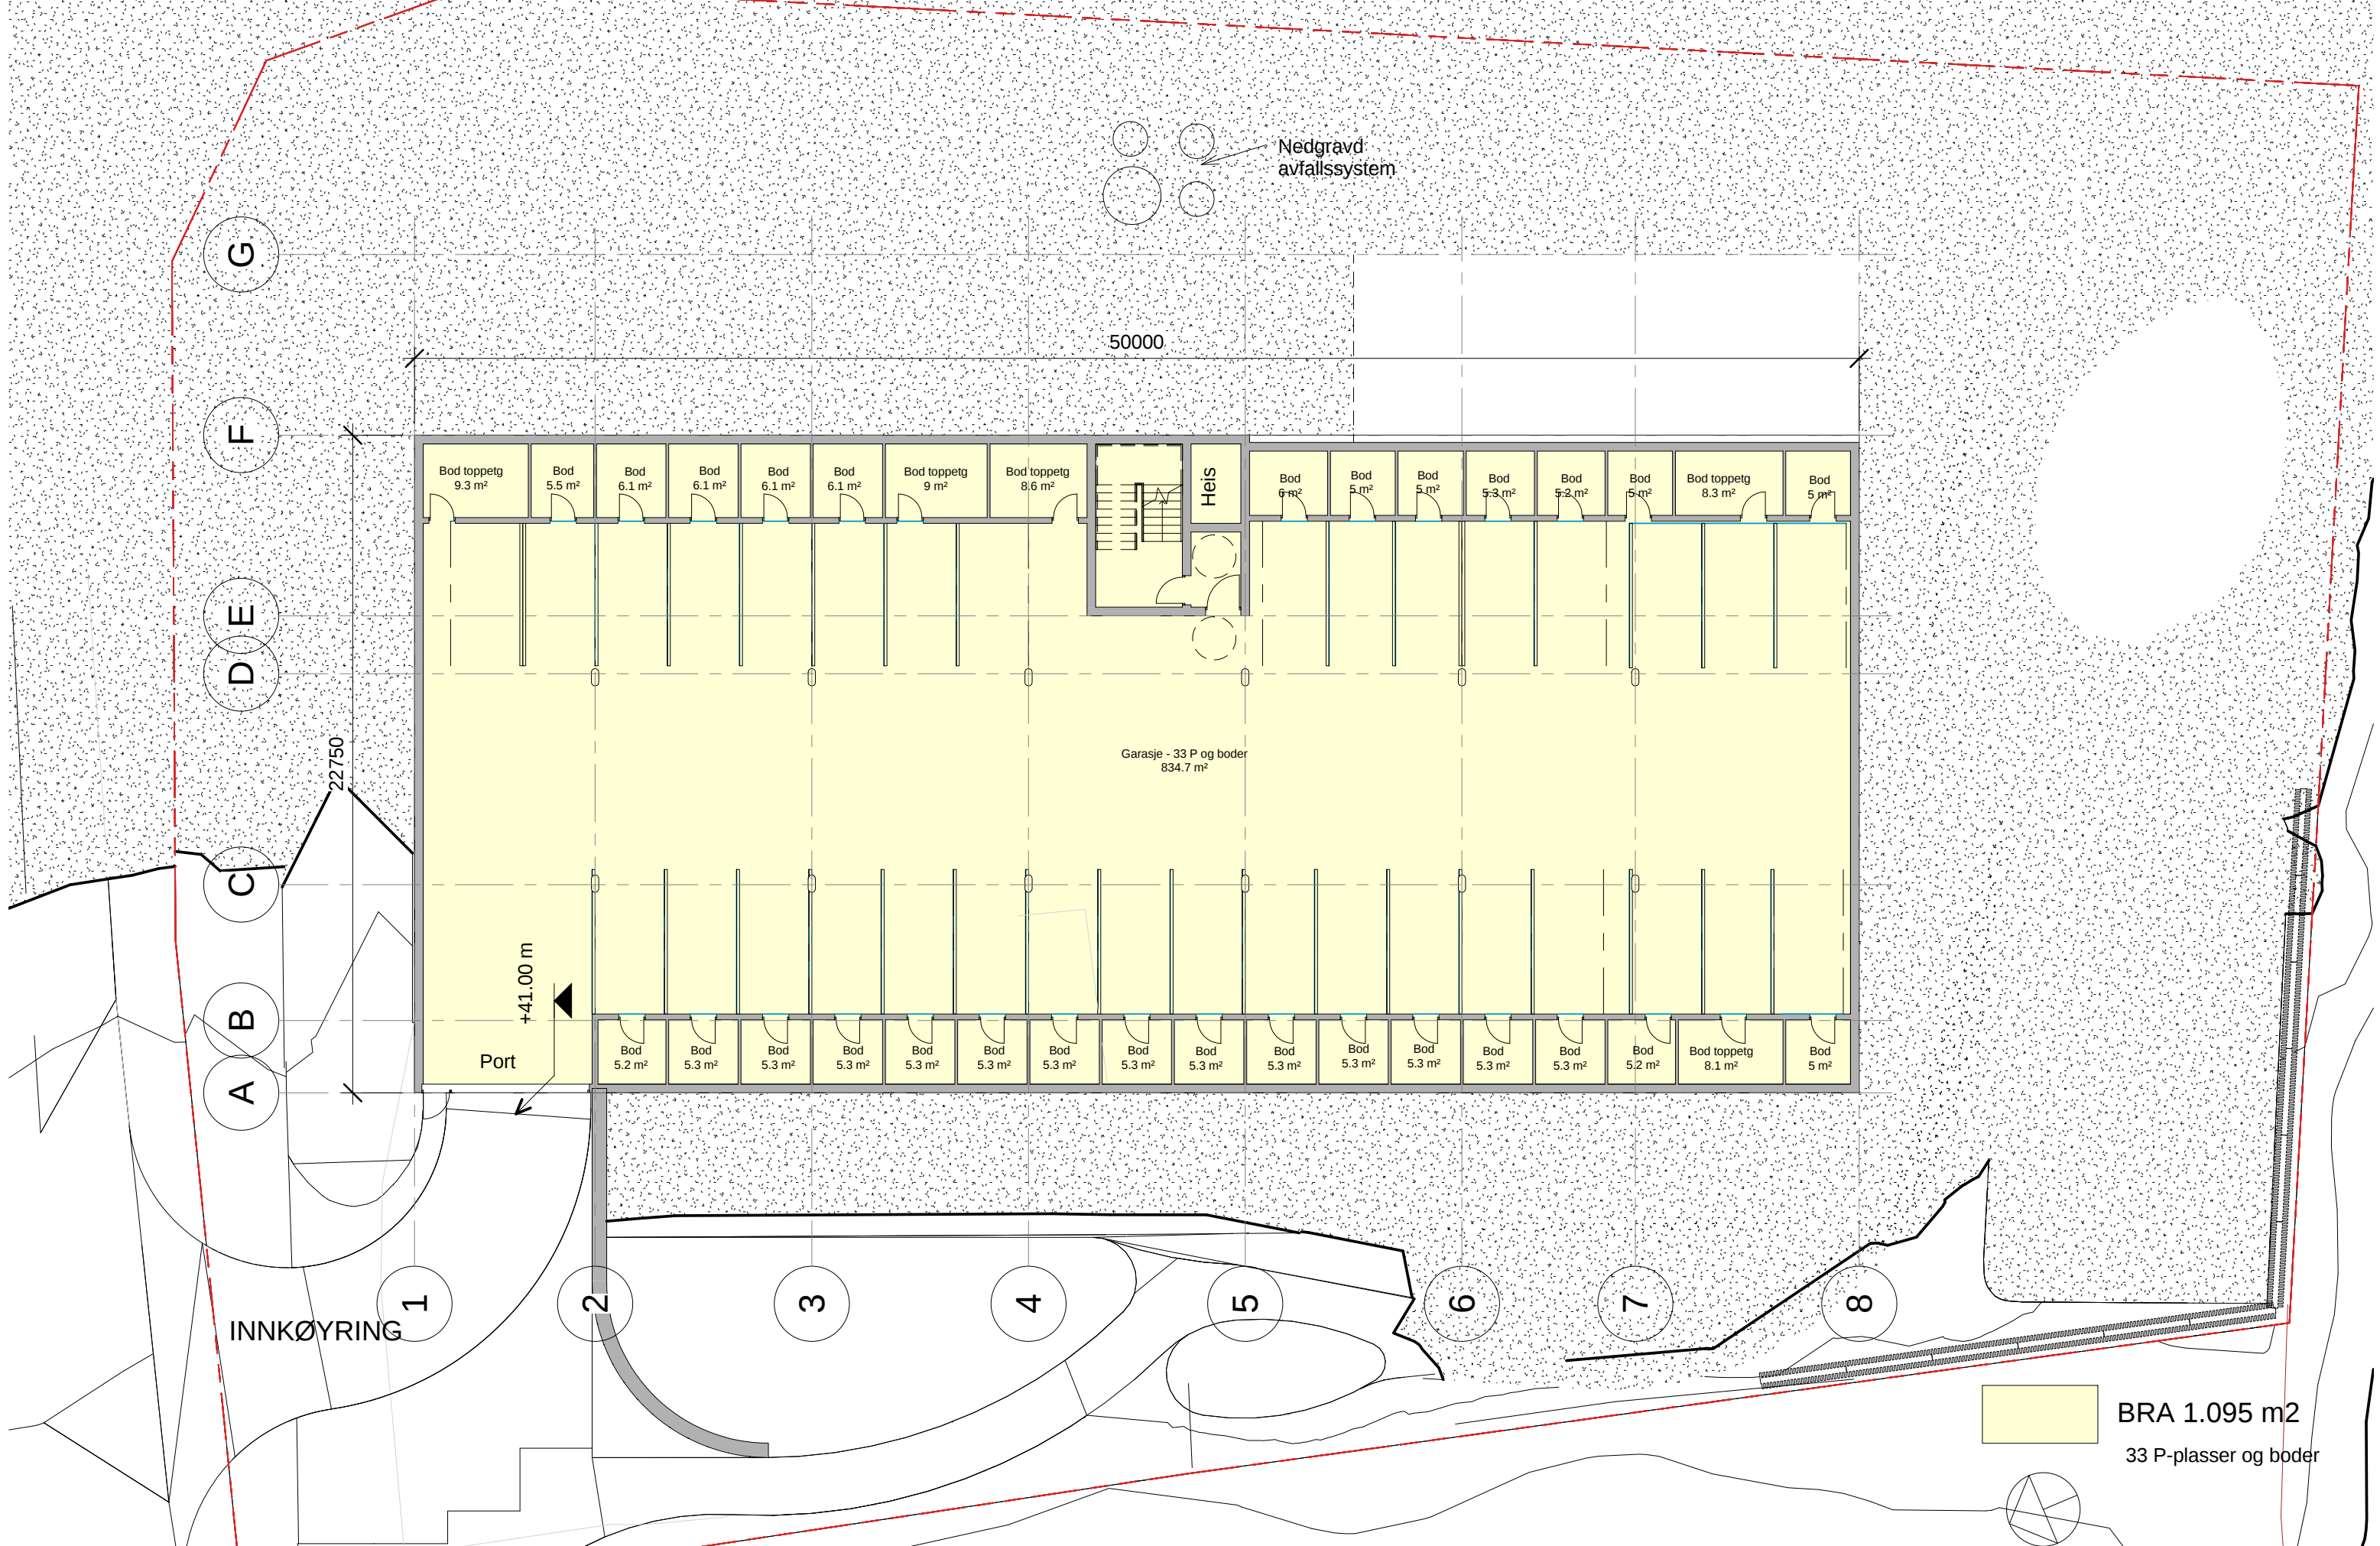 Nedgravd
avfallssystem
G
50000
F
Bod toppetg
9.3 m²
Bod
5.5 m²
Bod
6.1 m²
Bod
6.1 m²
Bod
6.1 m²
Bod
6.1 m²
Bod toppetg
9 m²
Bod toppetg
8.6 m²
Heis
Bod
6 m²
Bod
5 m²
Bod
5 m²
Bod
5.3 m²
Bod
5.2 m²
Bod
5 m²
Bod toppetg
8.3 m²
Bod
5 m²
E
D
22750
Garasje - 33 P og boder
834.7 m²
C
+41.00 m
B
Port
A
Bod
5.2 m²
Bod
5.3 m²
Bod
5.3 m²
Bod
5.3 m²
Bod
5.3 m²
Bod
5.3 m²
Bod
5.3 m²
Bod
5.3 m²
Bod
5.3 m²
Bod
5.3 m²
Bod
5.3 m²
Bod
5.3 m²
Bod
5.3 m²
Bod
5.3 m²
Bod
5.2 m²
Bod toppetg
8.1 m²
Bod
5 m²
1
2
3
4
5
6
7
8
INNKØYRING
BRA 1.095 m2
33 P-plasser og boder